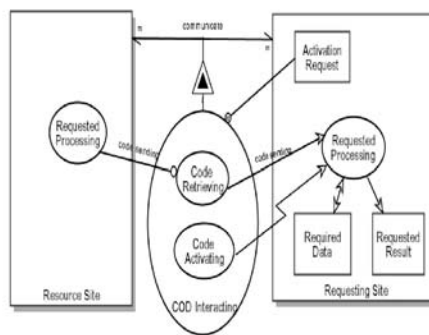 m
communicate
n
Activation
Request
Requested
Processing
code sending
Code
Retrieving
code sending
Requested
Processing
Code
Activating
Required
Data
Requested
Result
Resource Site
COD Interacting
Requesting Site